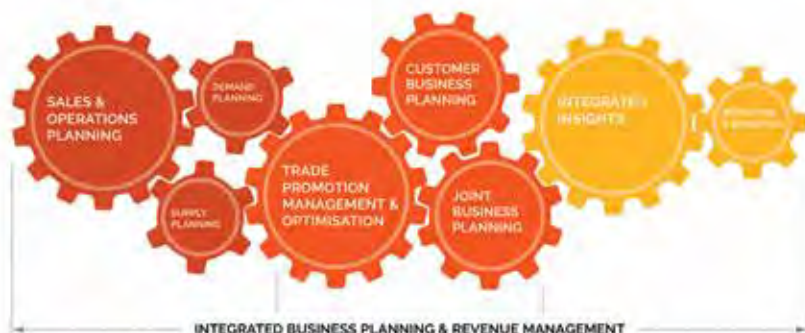 SALES &
OPERATIONS
PLANNING
DEMAND
PLANNING
SUPPLY
PLANNING
TRADE
PROMOTION
MANAGEMENT &
OPTIMISATION
CUSTOMER
BUSINESS
PLANNING
JOINT
BUSINESS
PLANNING
INTEGRATED
INSIGHTS
INTEGRATED BUSINESS PLANNING & REVENUE MANAGEMENT